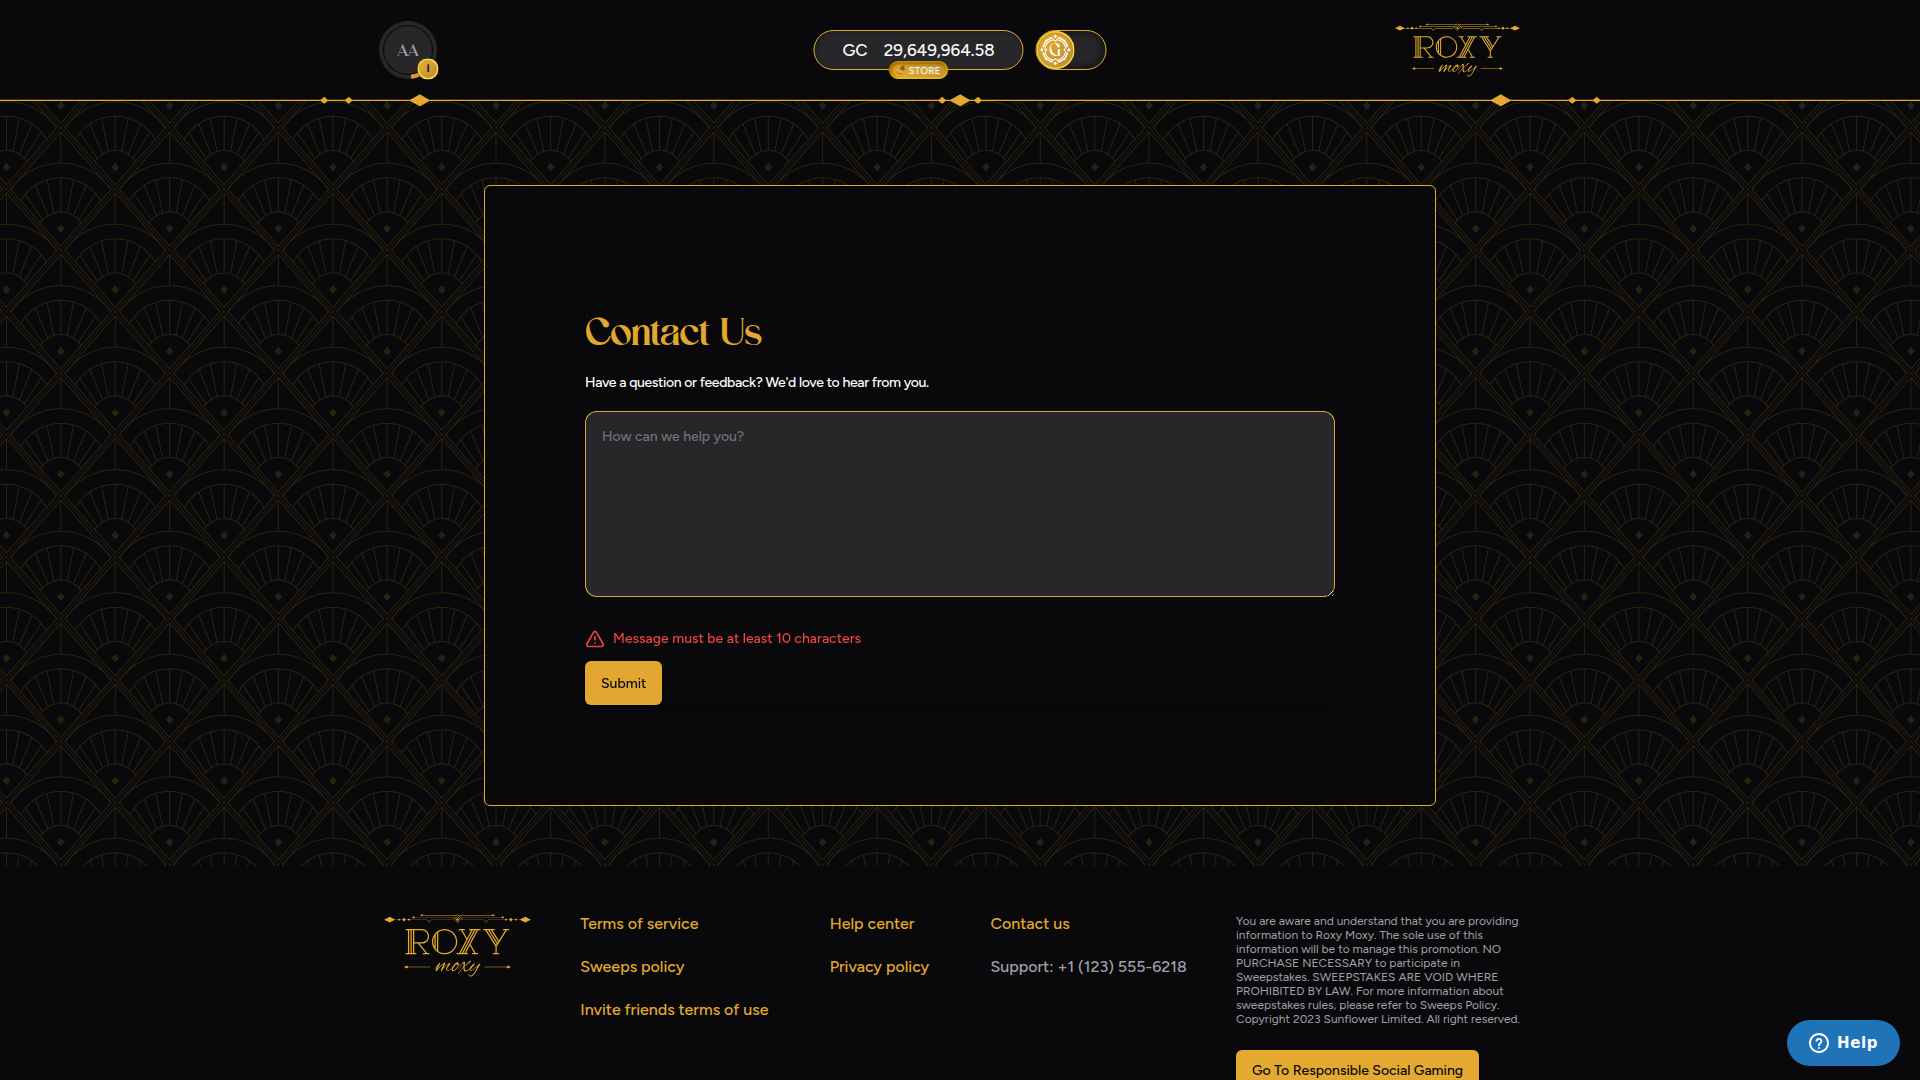 AA
I
GC 29,649,964.58
STORE
G
ROXY
moxy
Contact Us
Have a question or feedback? We'd love to hear from you.
How can we help you?
Message must be at least 10 characters
Submit
ROXY
moxy
Terms of service
Sweeps policy
Invite friends terms of use
Help center
Privacy policy
Contact us
Support: +1 (123) 555-6218
You are aware and understand that you are providing
information to Roxy Moxy. The sole use of this
information will be to manage this promotion. NO
PURCHASE NECESSARY to participate in
Sweepstakes. SWEEPSTAKES ARE VOID WHERE
PROHIBITED BY LAW. For more information about
sweepstakes rules, please refer to Sweeps Policy.
Copyright 2023 Sunflower Limited. All right reserved.
Go To Responsible Social Gaming
Help